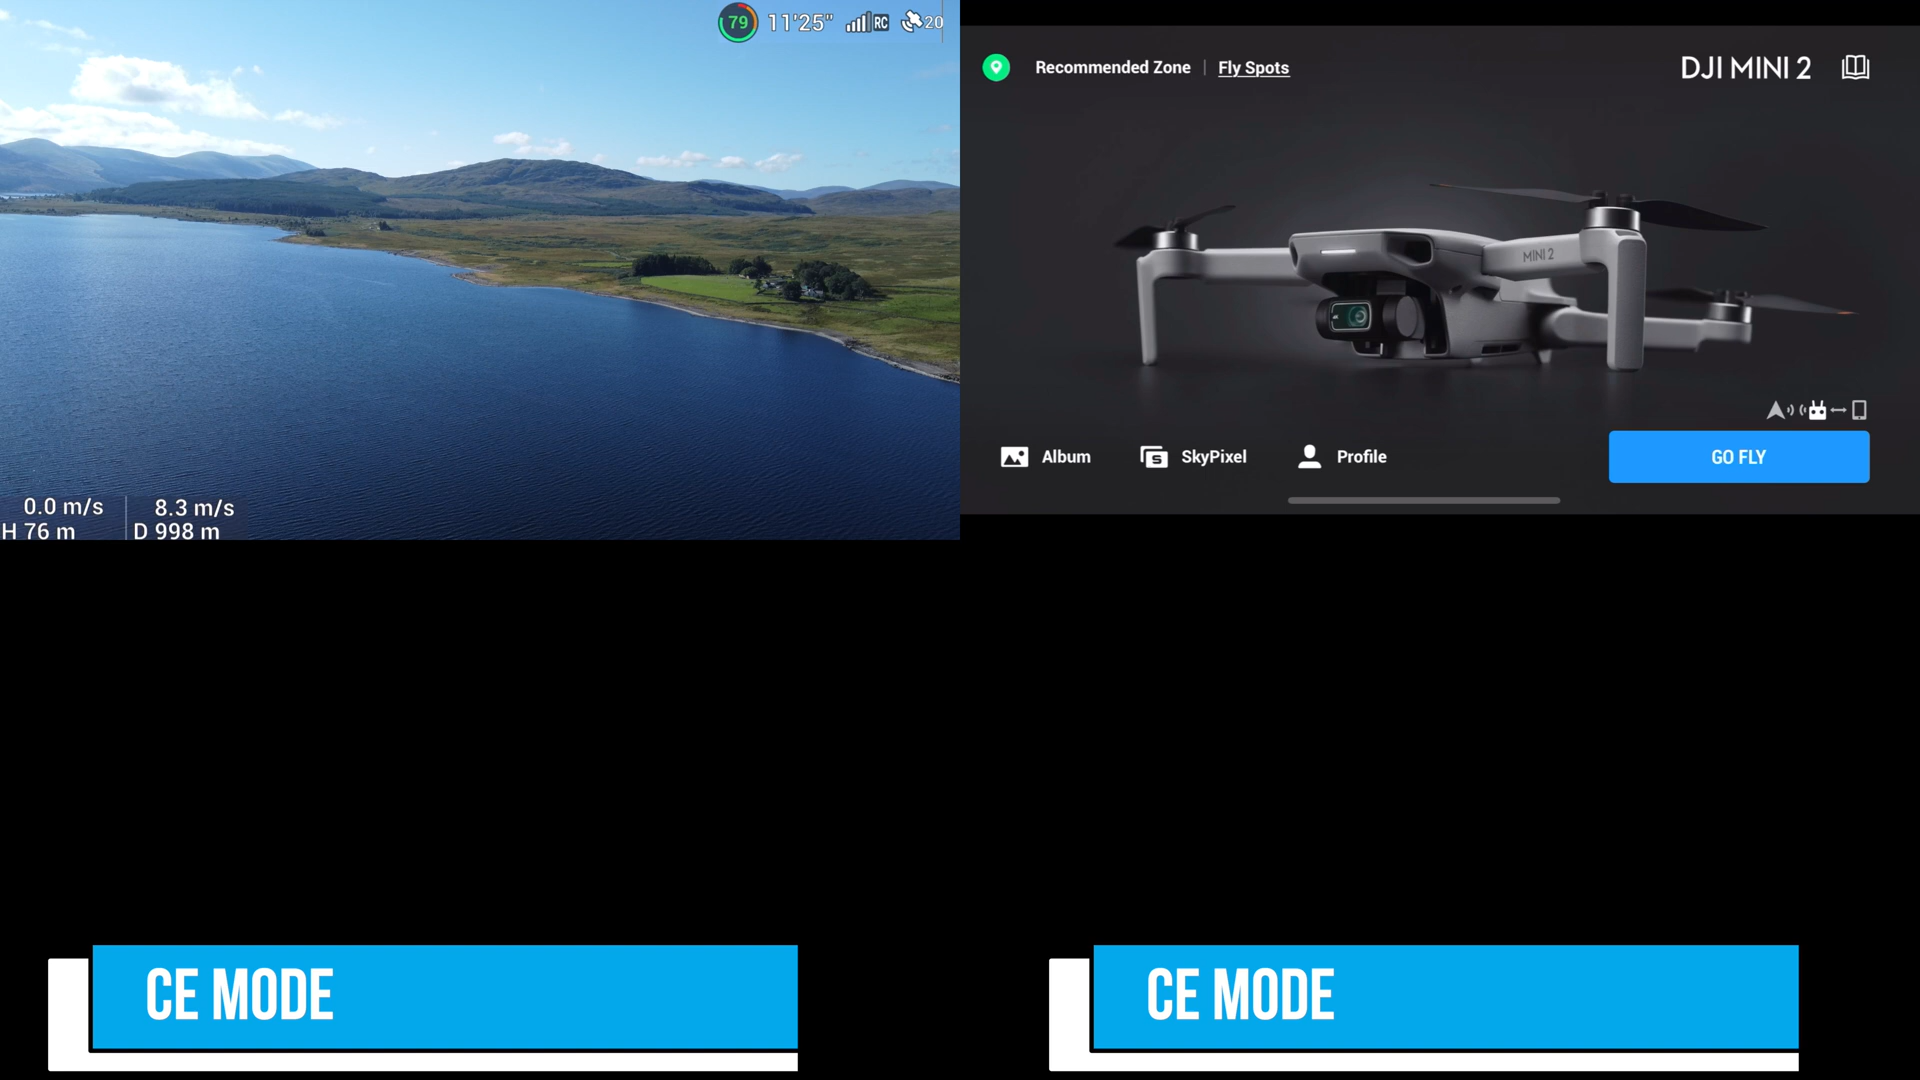 79 11'25" RC 20
0.0 m/s 8.3 m/s
H 76 m D 998 m
Recommended Zone | Fly Spots
DJI MINI 2
MINI 2
Album SkyPixel Profile
GO FLY
CE MODE
CE MODE